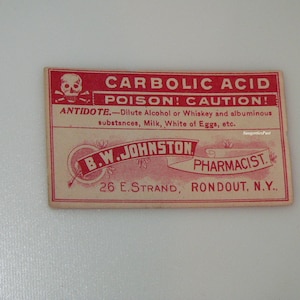 CARBOLIC ACID
POISON! CAUTION!
ANTIDOTE.—Dilute Alcohol or Whiskey and albuminous
substances, Milk, White of Eggs, etc.
B. W. JOHNSTON,
PHARMACIST.
26 E. STRAND, RONDOUT, N.Y.